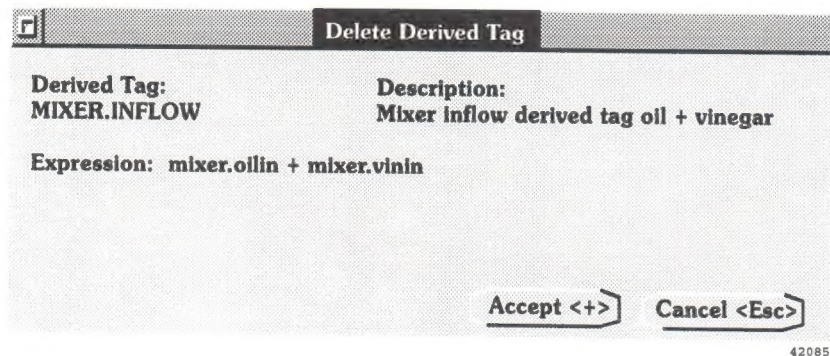 Delete Derived Tag
Derived Tag:
MIXER.INFLOW
Description:
Mixer inflow derived tag oil + vinegar
Expression: mixer.oilin + mixer.vinin
Accept <+>
Cancel <Esc>
42085